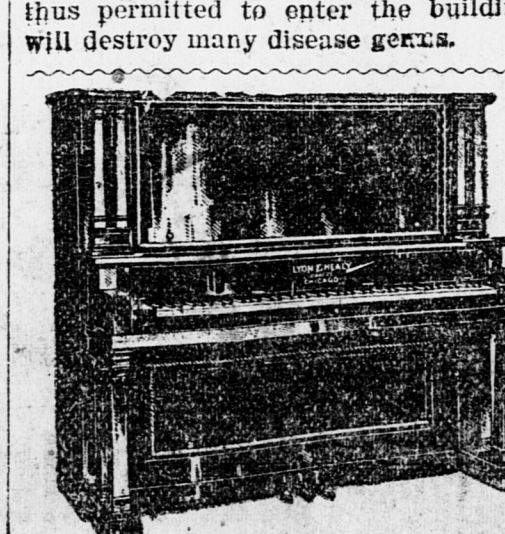 thus permitted to enter the buildi
will destroy many disease germs.
LYON & HEALY
CHICAGO